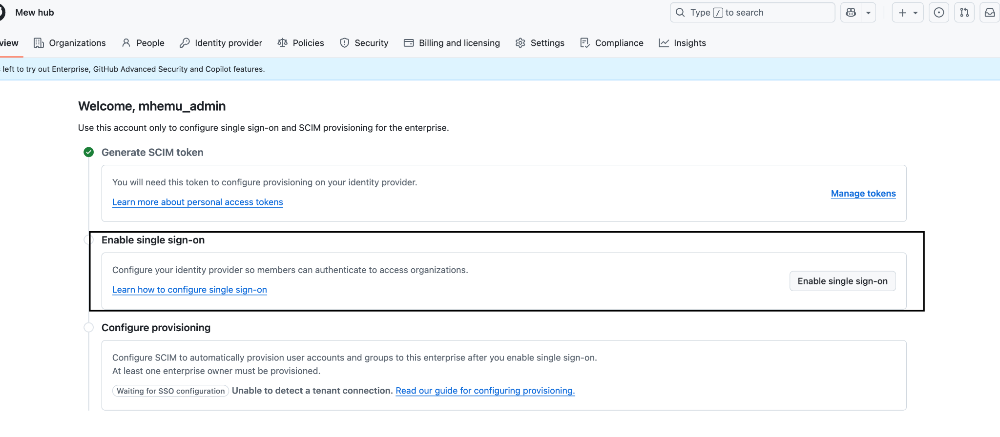 Mew hub
Type / to search
view Organizations People Identity provider Policies Security Billing and licensing Settings Compliance Insights
left to try out Enterprise, GitHub Advanced Security and Copilot features.
Welcome, mhemu_admin
Use this account only to configure single sign-on and SCIM provisioning for the enterprise.
Generate SCIM token
You will need this token to configure provisioning on your identity provider.
Learn more about personal access tokens
Manage tokens
Enable single sign-on
Configure your identity provider so members can authenticate to access organizations.
Learn how to configure single sign-on
Enable single sign-on
Configure provisioning
Configure SCIM to automatically provision user accounts and groups to this enterprise after you enable single sign-on.
At least one enterprise owner must be provisioned.
Waiting for SSO configuration Unable to detect a tenant connection. Read our guide for configuring provisioning.